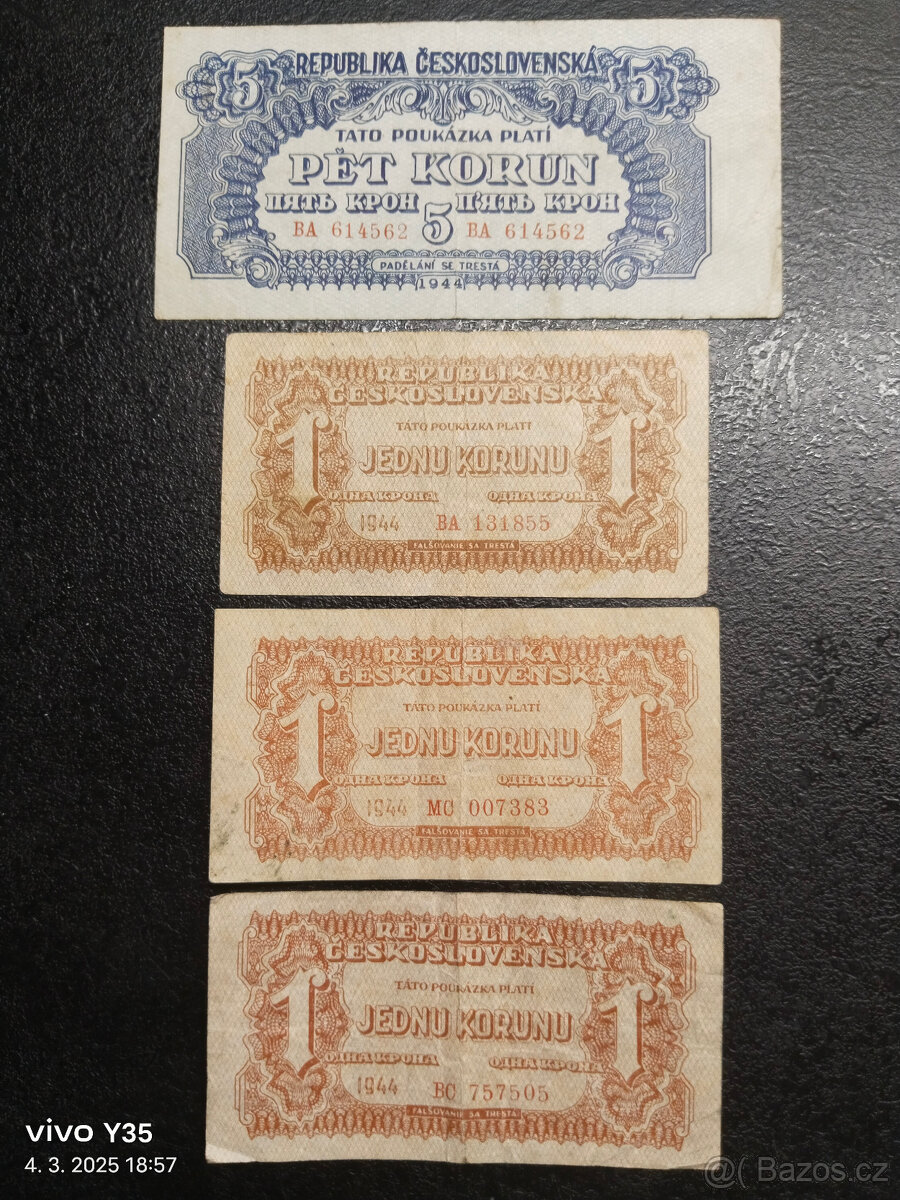 5 REPUBLIKA ČESKOSLOVENSKÁ 5
TATO POUKÁZKA PLATÍ
PĚT KORUN
ПЯТЬ КРОН 5 П'ЯТЬ КРОН
BA 614562 BA 614562
PADĚLÁNÍ SE TRESTÁ
1944
REPUBLIKA
ČESKOSLOVENSKÁ
TÁTO POUKÁZKA PLATÍ
1 JEDNU KORUNU 1
ОДНА КРОНА ОДНА КРОНА
1944 BA 131855
FALŠOVANIE SA TRESTÁ
REPUBLIKA
ČESKOSLOVENSKÁ
TÁTO POUKÁZKA PLATÍ
1 JEDNU KORUNU 1
ОДНА КРОНА ОДНА КРОНА
1944 MC 007383
FALŠOVANIE SA TRESTÁ
REPUBLIKA
ČESKOSLOVENSKÁ
TÁTO POUKÁZKA PLATÍ
1 JEDNU KORUNU 1
ОДНА КРОНА ОДНА КРОНА
1944 BC 757505
FALŠOVANIE SA TRESTÁ
vivo Y35
4. 3. 2025 18:57
@( Bazos.cz